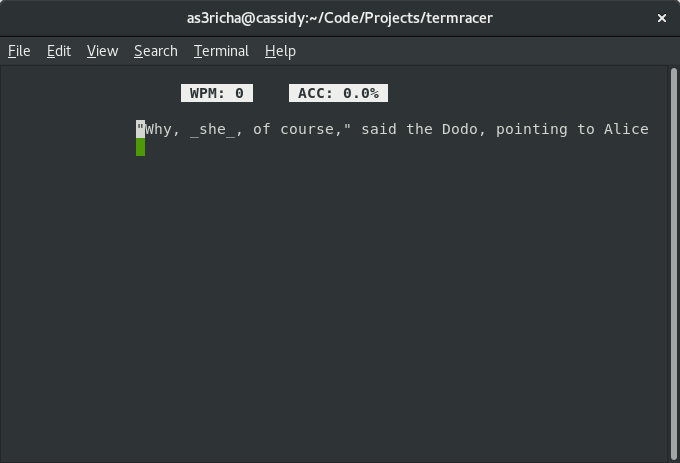 as3richa@cassidy:~/Code/Projects/termracer
File Edit View Search Terminal Help
WPM: 0 ACC: 0.0%
"Why, _she_, of course," said the Dodo, pointing to Alice